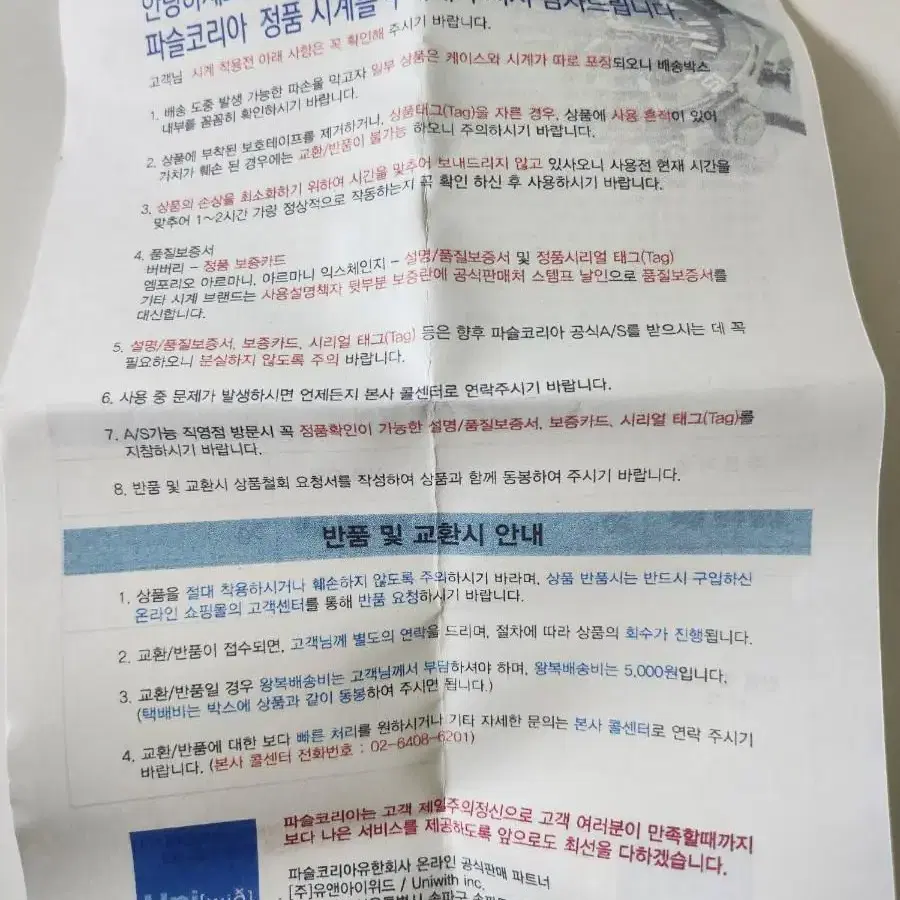 파슬코리아 정품 시계를
고객님 시계 착용전 아래 사항은 꼭 확인해 주시기 바랍니다.
1. 배송 도중 발생 가능한 파손을 막고자 일부 상품은 케이스와 시계가 따로 포장되오니 배송박스
내부를 꼼꼼히 확인하시기 바랍니다.
2. 상품에 부착된 보호테이프를 제거하거나, 상품태그(Tag)을 자른 경우, 상품에 사용 흔적이 있어
가치가 훼손 된 경우에는 교환/반품이 불가능 하오니 주의하시기 바랍니다.
3. 상품의 손상을 최소화하기 위하여 시간을 맞추어 보내드리지 않고 있사오니 사용전 현재 시간을
맞추어 1~2시간 가량 정상적으로 작동하는지 꼭 확인 하신 후 사용하시기 바랍니다.
4. 품질보증서
버버리 - 정품 보증카드
엠포리오 아르마니, 아르마니 익스체인지 - 설명/품질보증서 및 정품시리얼 태그(Tag)
기타 시계 브랜드는 사용설명책자 뒷부분 보증란에 공식판매처 스템프 날인으로 품질보증서를
대신합니다.
5. 설명/품질보증서, 보증카드, 시리얼 태그(Tag) 등은 향후 파슬코리아 공식A/S를 받으시는 데 꼭
필요하오니 분실하지 않도록 주의 바랍니다.
6. 사용 중 문제가 발생하시면 언제든지 본사 콜센터로 연락주시기 바랍니다.
7. A/S가능 직영점 방문시 꼭 정품확인이 가능한 설명/품질보증서, 보증카드, 시리얼 태그(Tag)를
지참하시기 바랍니다.
8. 반품 및 교환시 상품철회 요청서를 작성하여 상품과 함께 동봉하여 주시기 바랍니다.
반품 및 교환시 안내
1. 상품을 절대 착용하시거나 훼손하지 않도록 주의하시기 바라며, 상품 반품시는 반드시 구입하신
온라인 쇼핑몰의 고객센터를 통해 반품 요청하시기 바랍니다.
2. 교환/반품이 접수되면, 고객님께 별도의 연락을 드리며, 절차에 따라 상품의 회수가 진행됩니다.
3. 교환/반품일 경우 왕복배송비는 고객님께서 부담하셔야 하며, 왕복배송비는 5,000원입니다.
(택배비는 박스에 상품과 같이 동봉하여 주시면 됩니다.)
4. 교환/반품에 대한 보다 빠른 처리를 원하시거나 기타 자세한 문의는 본사 콜센터로 연락 주시기
바랍니다. (본사 콜센터 전화번호 : 02-6408-6201)
파슬코리아는 고객 제일주의정신으로 고객 여러분이 만족할때까지
보다 나은 서비스를 제공하도록 앞으로도 최선을 다하겠습니다.
파슬코리아유한회사 온라인 공식판매 파트너
[주]유앤아이위드 / Uniwith inc.